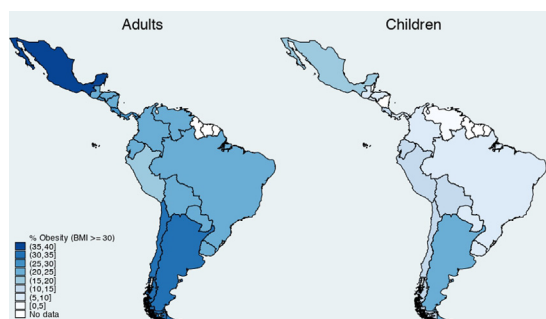 Adults
Children
% Obesity (BMI >= 30)
(35,40]
(30,35]
(25,30]
(20,25]
(15,20]
(10,15]
(5,10]
[0,5]
No data